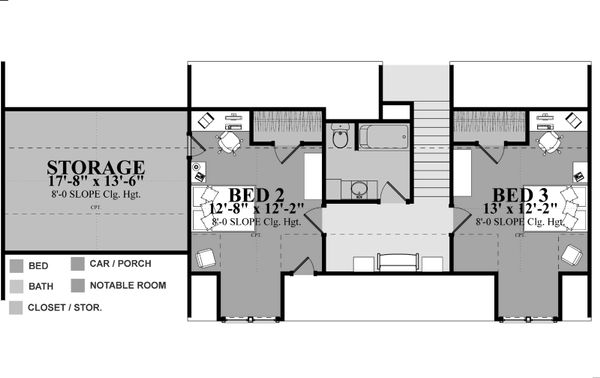 STORAGE
17'-8" x 13'-6"
8'-0 SLOPE Clg. Hgt.
CPT.
BED 2
12'-8" x 12'-2"
8'-0 SLOPE Clg. Hgt.
CPT.
BED 3
13' x 12'-2"
8'-0 SLOPE Clg. Hgt.
CPT.
BED
CAR / PORCH
BATH
NOTABLE ROOM
CLOSET / STOR.